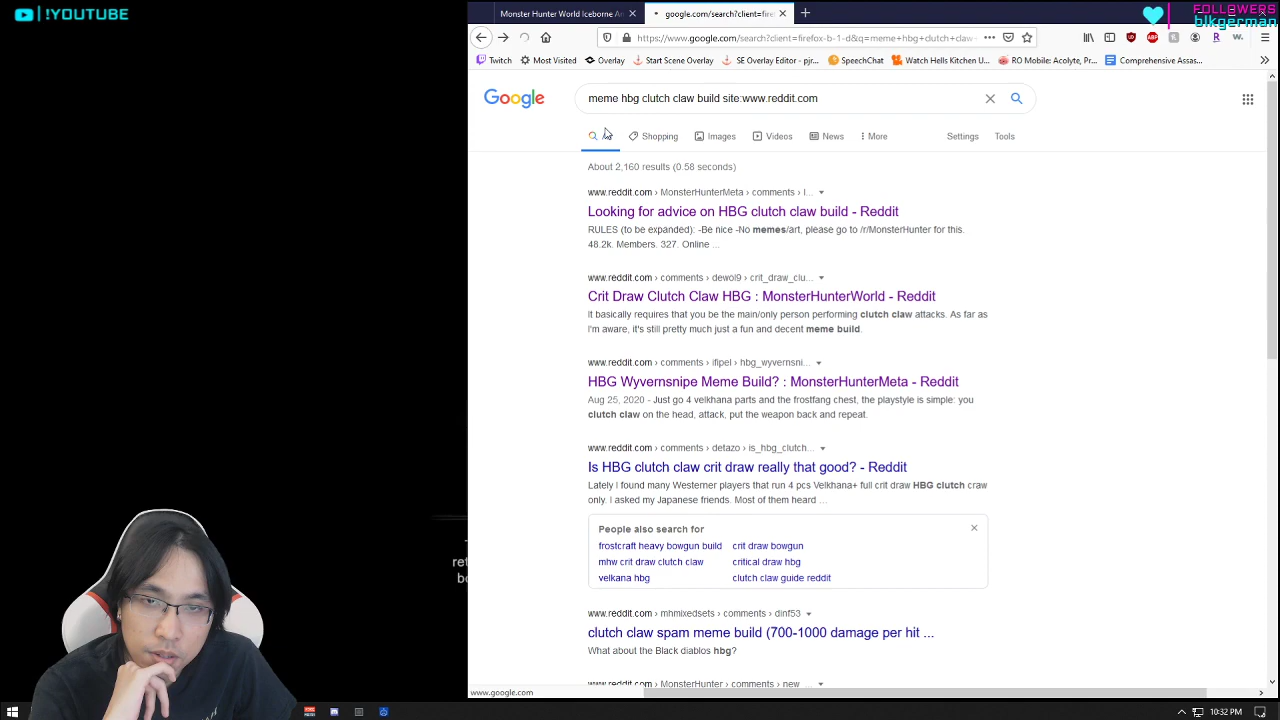 !YOUTUBE
FOLLOWERS
blkgerman
Monster Hunter World Iceborne Ar
google.com/search?client=firef
https://www.google.com/search?client=firefox-b-1-d&q=meme+hbg+clutch+claw-
Twitch
Most Visited
Overlay
Start Scene Overlay
SE Overlay Editor - pjr...
SpeechChat
Watch Hells Kitchen U...
RO Mobile: Acolyte, Pr...
Comprehensive Assas...
Google
meme hbg clutch claw build site:www.reddit.com
Shopping
Images
Videos
News
More
Settings
Tools
About 2,160 results (0.58 seconds)
www.reddit.com › MonsterHunterMeta › comments › l...
Looking for advice on HBG clutch claw build - Reddit
RULES (to be expanded): -Be nice -No memes/art, please go to /r/MonsterHunter for this.
48.2k. Members. 327. Online ...
www.reddit.com › comments › dewol9 › crit_draw_clu...
Crit Draw Clutch Claw HBG : MonsterHunterWorld - Reddit
It basically requires that you be the main/only person performing clutch claw attacks. As far as
I'm aware, it's still pretty much just a fun and decent meme build.
www.reddit.com › comments › ifipel › hbg_wyvernsni...
HBG Wyvernsnipe Meme Build? : MonsterHunterMeta - Reddit
Aug 25, 2020 - Just go 4 velkhana parts and the frostfang chest, the playstyle is simple: you
clutch claw on the head, attack, put the weapon back and repeat.
www.reddit.com › comments › detazo › is_hbg_clutch...
Is HBG clutch claw crit draw really that good? - Reddit
Lately I found many Westerner players that run 4 pcs Velkhana+ full crit draw HBG clutch craw
only. I asked my Japanese friends. Most of them heard ...
People also search for
frostcraft heavy bowgun build
crit draw bowgun
mhw crit draw clutch claw
critical draw hbg
velkana hbg
clutch claw guide reddit
www.reddit.com › mhmixedsets › comments › dinf53
clutch claw spam meme build (700-1000 damage per hit ...
What about the Black diablos hbg?
www.reddit.com › MonsterHunter › comments › new_...
www.google.com
ret
bo
10:32 PM